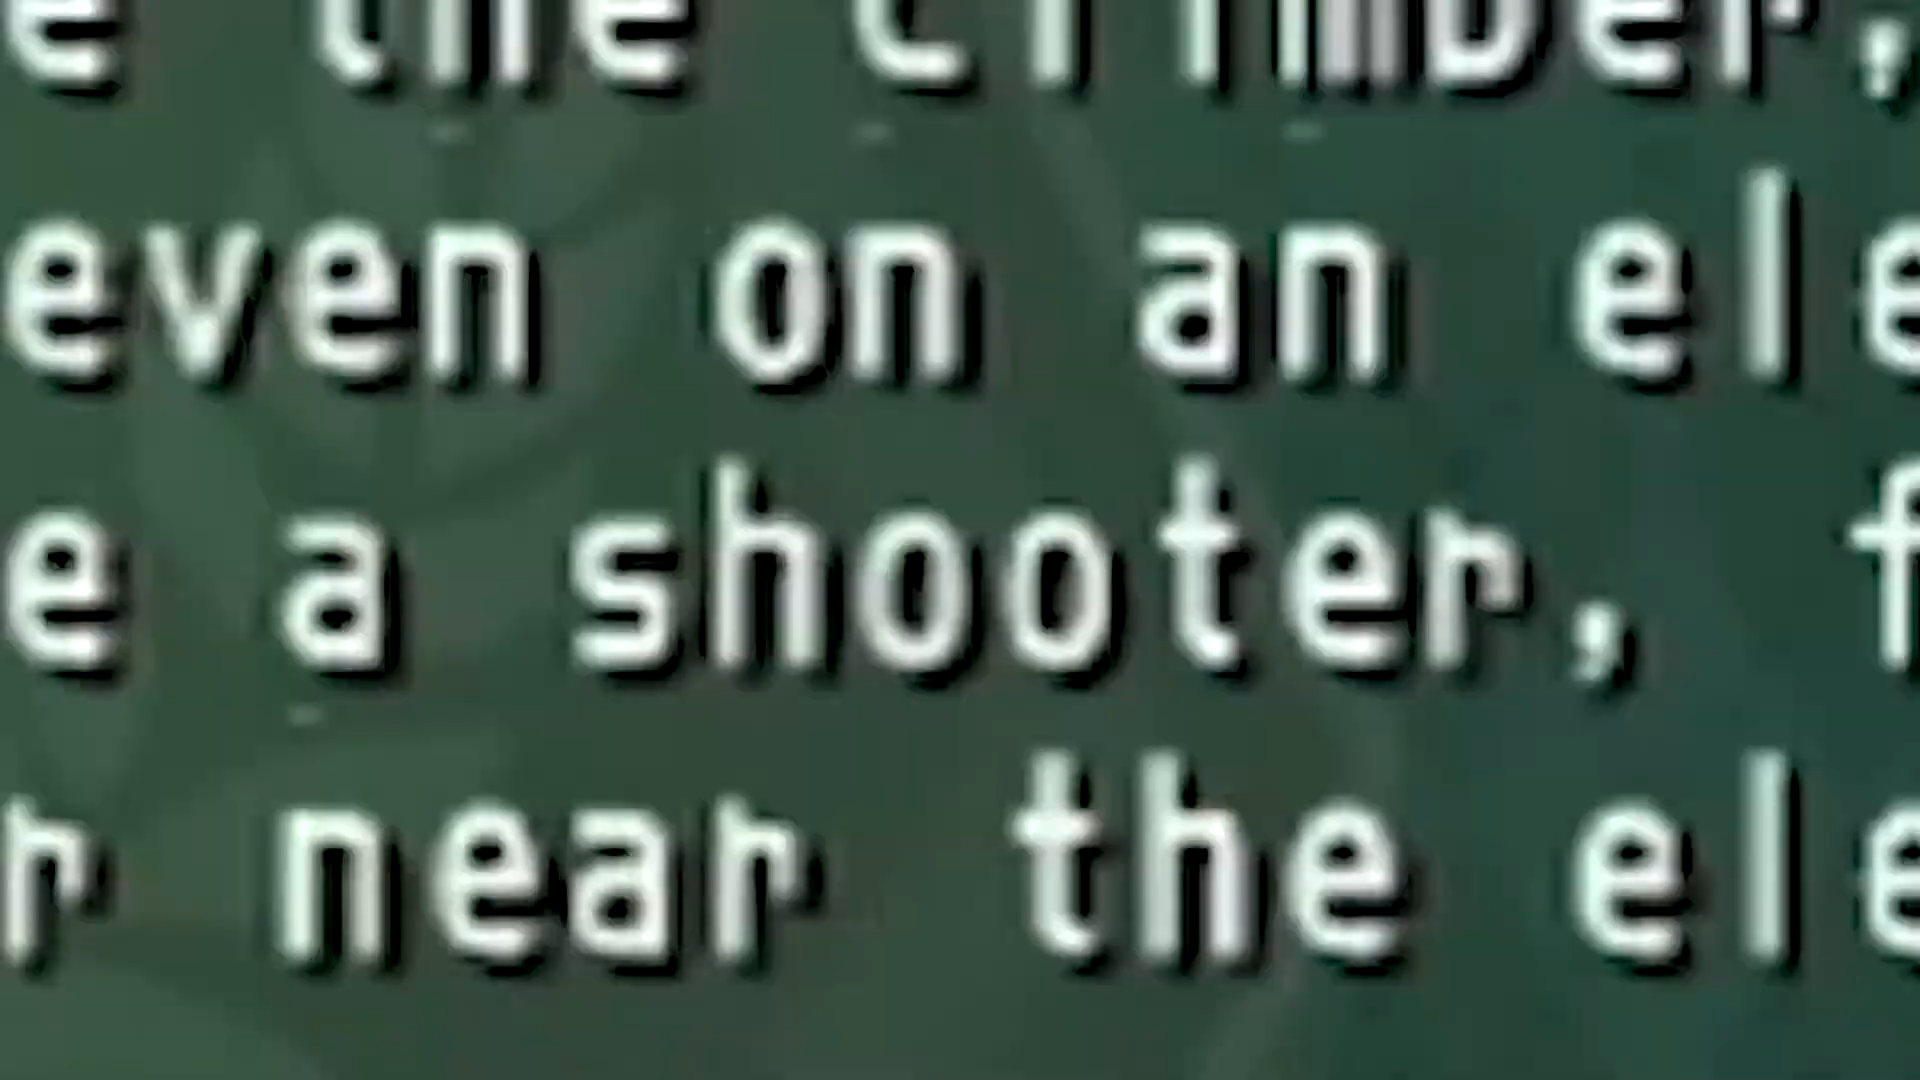 e the climber,
even on an ele
e a shooter, f
r near the ele